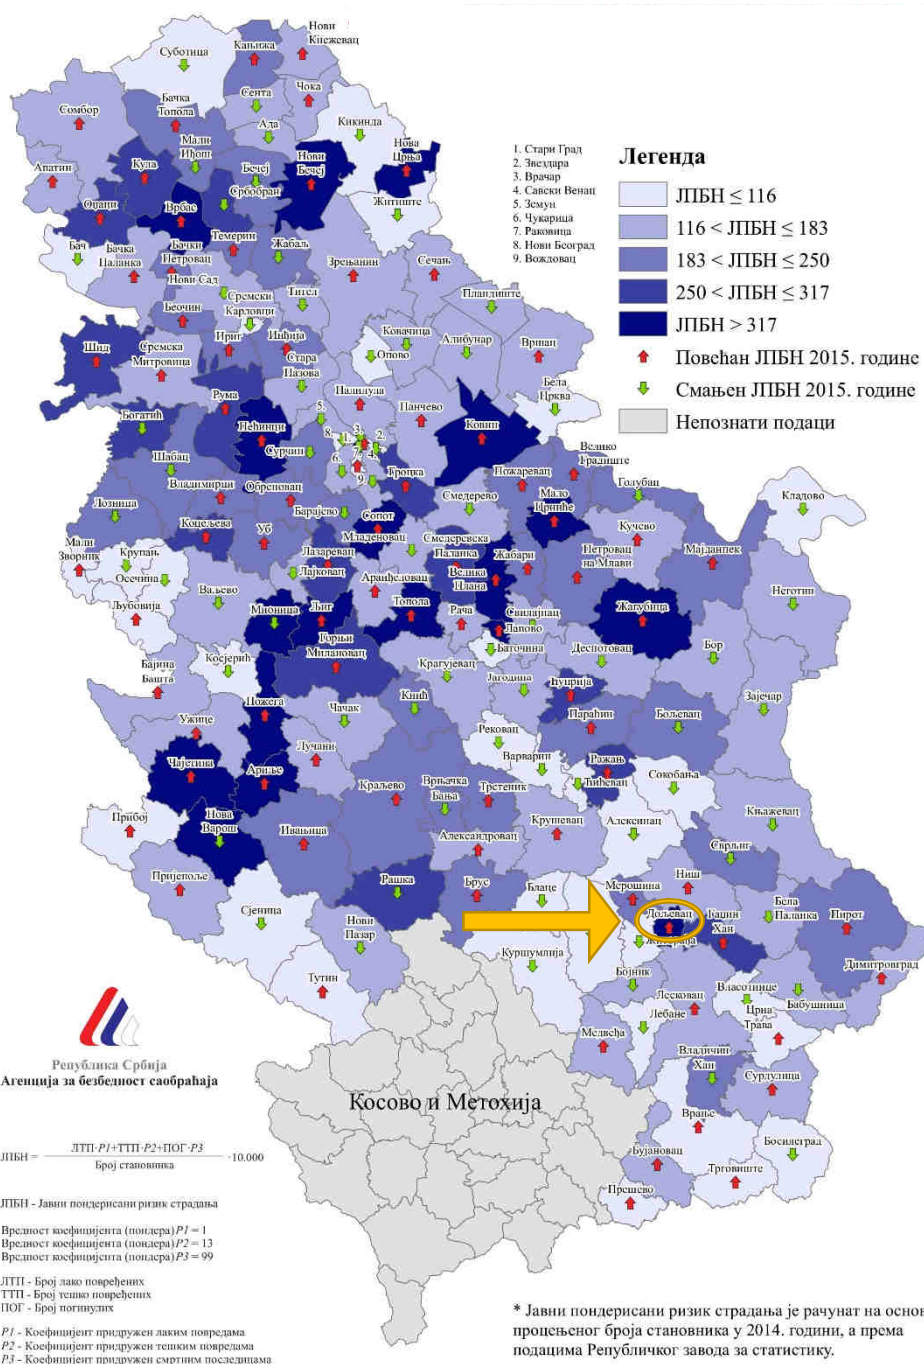 Нови
Кнежевац
Кањижа
Суботица
Сента
Чока
Бачка
Топола
Сомбор
Ада
Кикинда
Мали
Иђош
Нова
Црња
Апатин
Кула
Бечеј
Нови
Бечеј
Србобран
Житиште
Оџаци
Врбас
Темерин
Жабаљ
Бач
Бачка
Паланка
Бачки
Петровац
Зрењанин
Сечањ
Нови Сад
Сремски
Карловци
Тител
Пландиште
Беочин
Ковачица
Алибунар
Вршац
Шид
Сремска
Митровица
Ириг
Инђија
Стара
Пазова
Опово
Бела
Црква
Рума
Палилула
Панчево
Богатић
Пећинци
5.
8.
3.
1.
2.
7.
4.
6.
9.
Ковин
Шабац
Сурчин
Гроцка
Велико
Градиште
Пожаревац
Голубац
Владимирци
Обреновац
Мало
Црниће
Кладово
Лозница
Барајево
Сопот
Смедерево
Коцељева
Уб
Младеновац
Смедеревска
Паланка
Кучево
Мали
Зворник
Крупањ
Лазаревац
Жабари
Петровац
на Млави
Мајданпек
Осечина
Лајковац
Аранђеловац
Велика
Плана
Ваљево
Неготин
Љубовија
Мионица
Љиг
Топола
Рача
Свилајнац
Жагубица
Лапово
Горњи
Милановац
Баточина
Деспотовац
Бор
Бајина
Башта
Косјерић
Крагујевац
Јагодина
Ћуприја
Зајечар
Пожега
Чачак
Кнић
Параћин
Бољевац
Ужице
Рековац
Чајетина
Ариље
Лучани
Варварин
Ражањ
Сокобања
Краљево
Врњачка
Бања
Трстеник
Ћићевац
Прибој
Нова
Варош
Ивањица
Александровац
Крушевац
Алексинац
Књажевац
Сврљиг
Пријепоље
Рашка
Брус
Блаце
Мерошина
Ниш
Сјеница
Нови
Пазар
Дољевац
Гаџин
Хан
Бела
Паланка
Пирот
Житорађа
Куршумлија
Тутин
Бојник
Димитровград
Лесковац
Власотинце
Бабушница
Лебане
Црна
Трава
Медвеђа
Владичин
Хан
Сурдулица
Врање
Бујановац
Босилеград
Трговиште
Прешево
Косово и Метохија
1. Стари Град
2. Звездара
3. Врачар
4. Савски Венац
5. Земун
6. Чукарица
7. Раковица
8. Нови Београд
9. Вождовац
Легенда
ЈПБН ≤ 116
116 < ЈПБН ≤ 183
183 < ЈПБН ≤ 250
250 < ЈПБН ≤ 317
ЈПБН > 317
Повећан ЈПБН 2015. године
Смањен ЈПБН 2015. године
Непознати подаци
Република Србија
Агенција за безбедност саобраћаја
ЈПБН = ЛТП·P1+ТТП·P2+ПОГ·P3 / Број становника ·10.000
ЈПБН - Јавни пондерисани ризик страдања
Вредност коефицијента (пондера) P1 = 1
Вредност коефицијента (пондера) P2 = 13
Вредност коефицијента (пондера) P3 = 99
ЛТП - Број лако повређених
ТТП - Број тешко повређених
ПОГ - Број погинулих
P1 - Коефицијент придружен лаким повредама
P2 - Коефицијент придружен тешким повредама
P3 - Коефицијент придружен смртним последицама
* Јавни пондерисани ризик страдања је рачунат на основ
процењеног броја становника у 2014. години, а према
подацима Републичког завода за статистику.